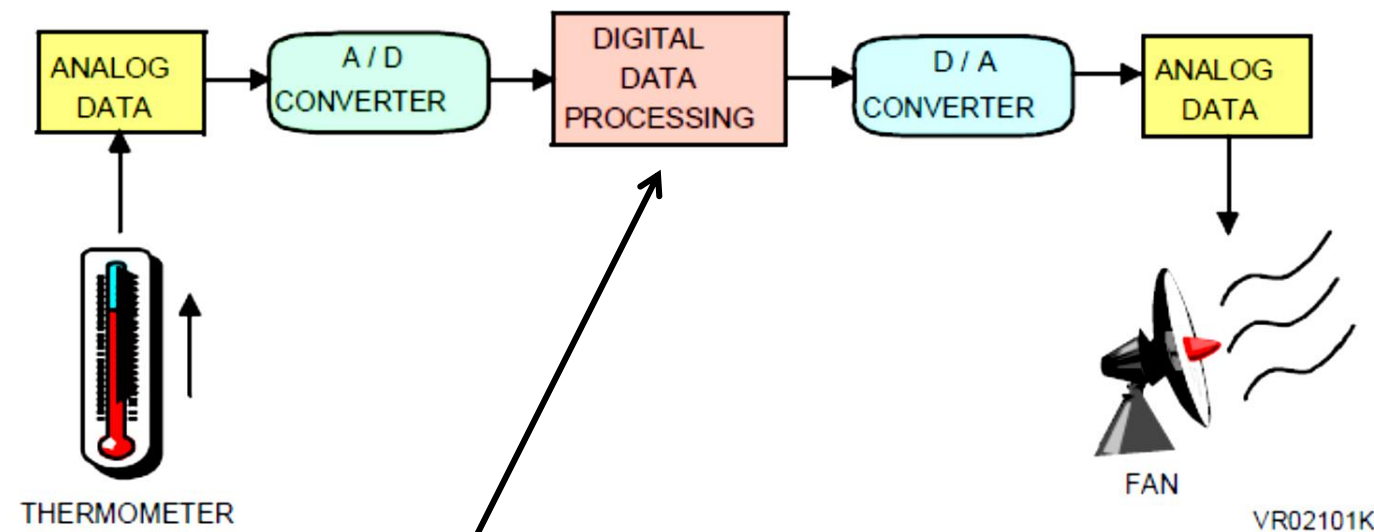 ANALOG
DATA
A / D
CONVERTER
DIGITAL
DATA
PROCESSING
D / A
CONVERTER
ANALOG
DATA
THERMOMETER
FAN
VR02101K